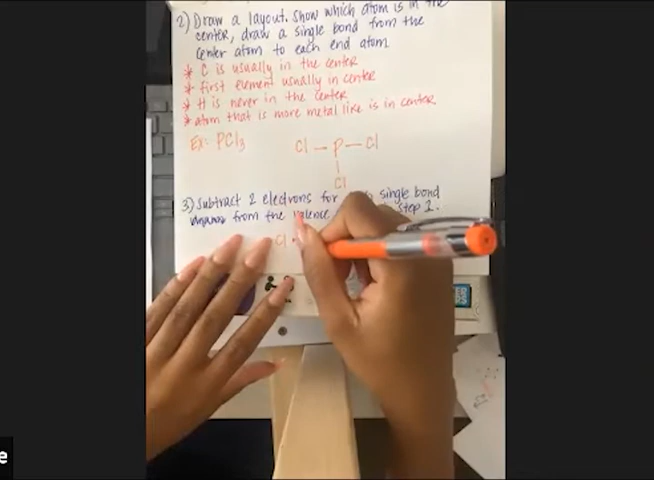 2) Draw a layout. Show which atom is in the
center, draw a single bond from the
center atom to each end atom
* C is usually in the center
* first element usually in center
* H is never in the center
* atom that is more metal like is in center.
Ex: PCl3
Cl — P — Cl
|
Cl
3) Subtract 2 electrons for single bond
from the step 1.
Cl
e